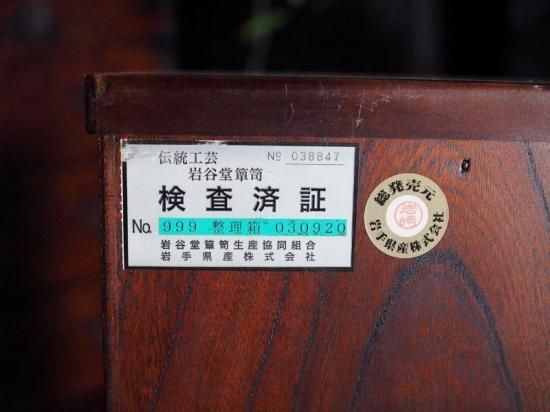 伝統工芸 № 038847
岩谷堂簞笥
検査済証
No. 999 整理箱 030920
岩谷堂簞笥生産協同組合
岩手県産株式会社
総発売元
岩手県産株式会社